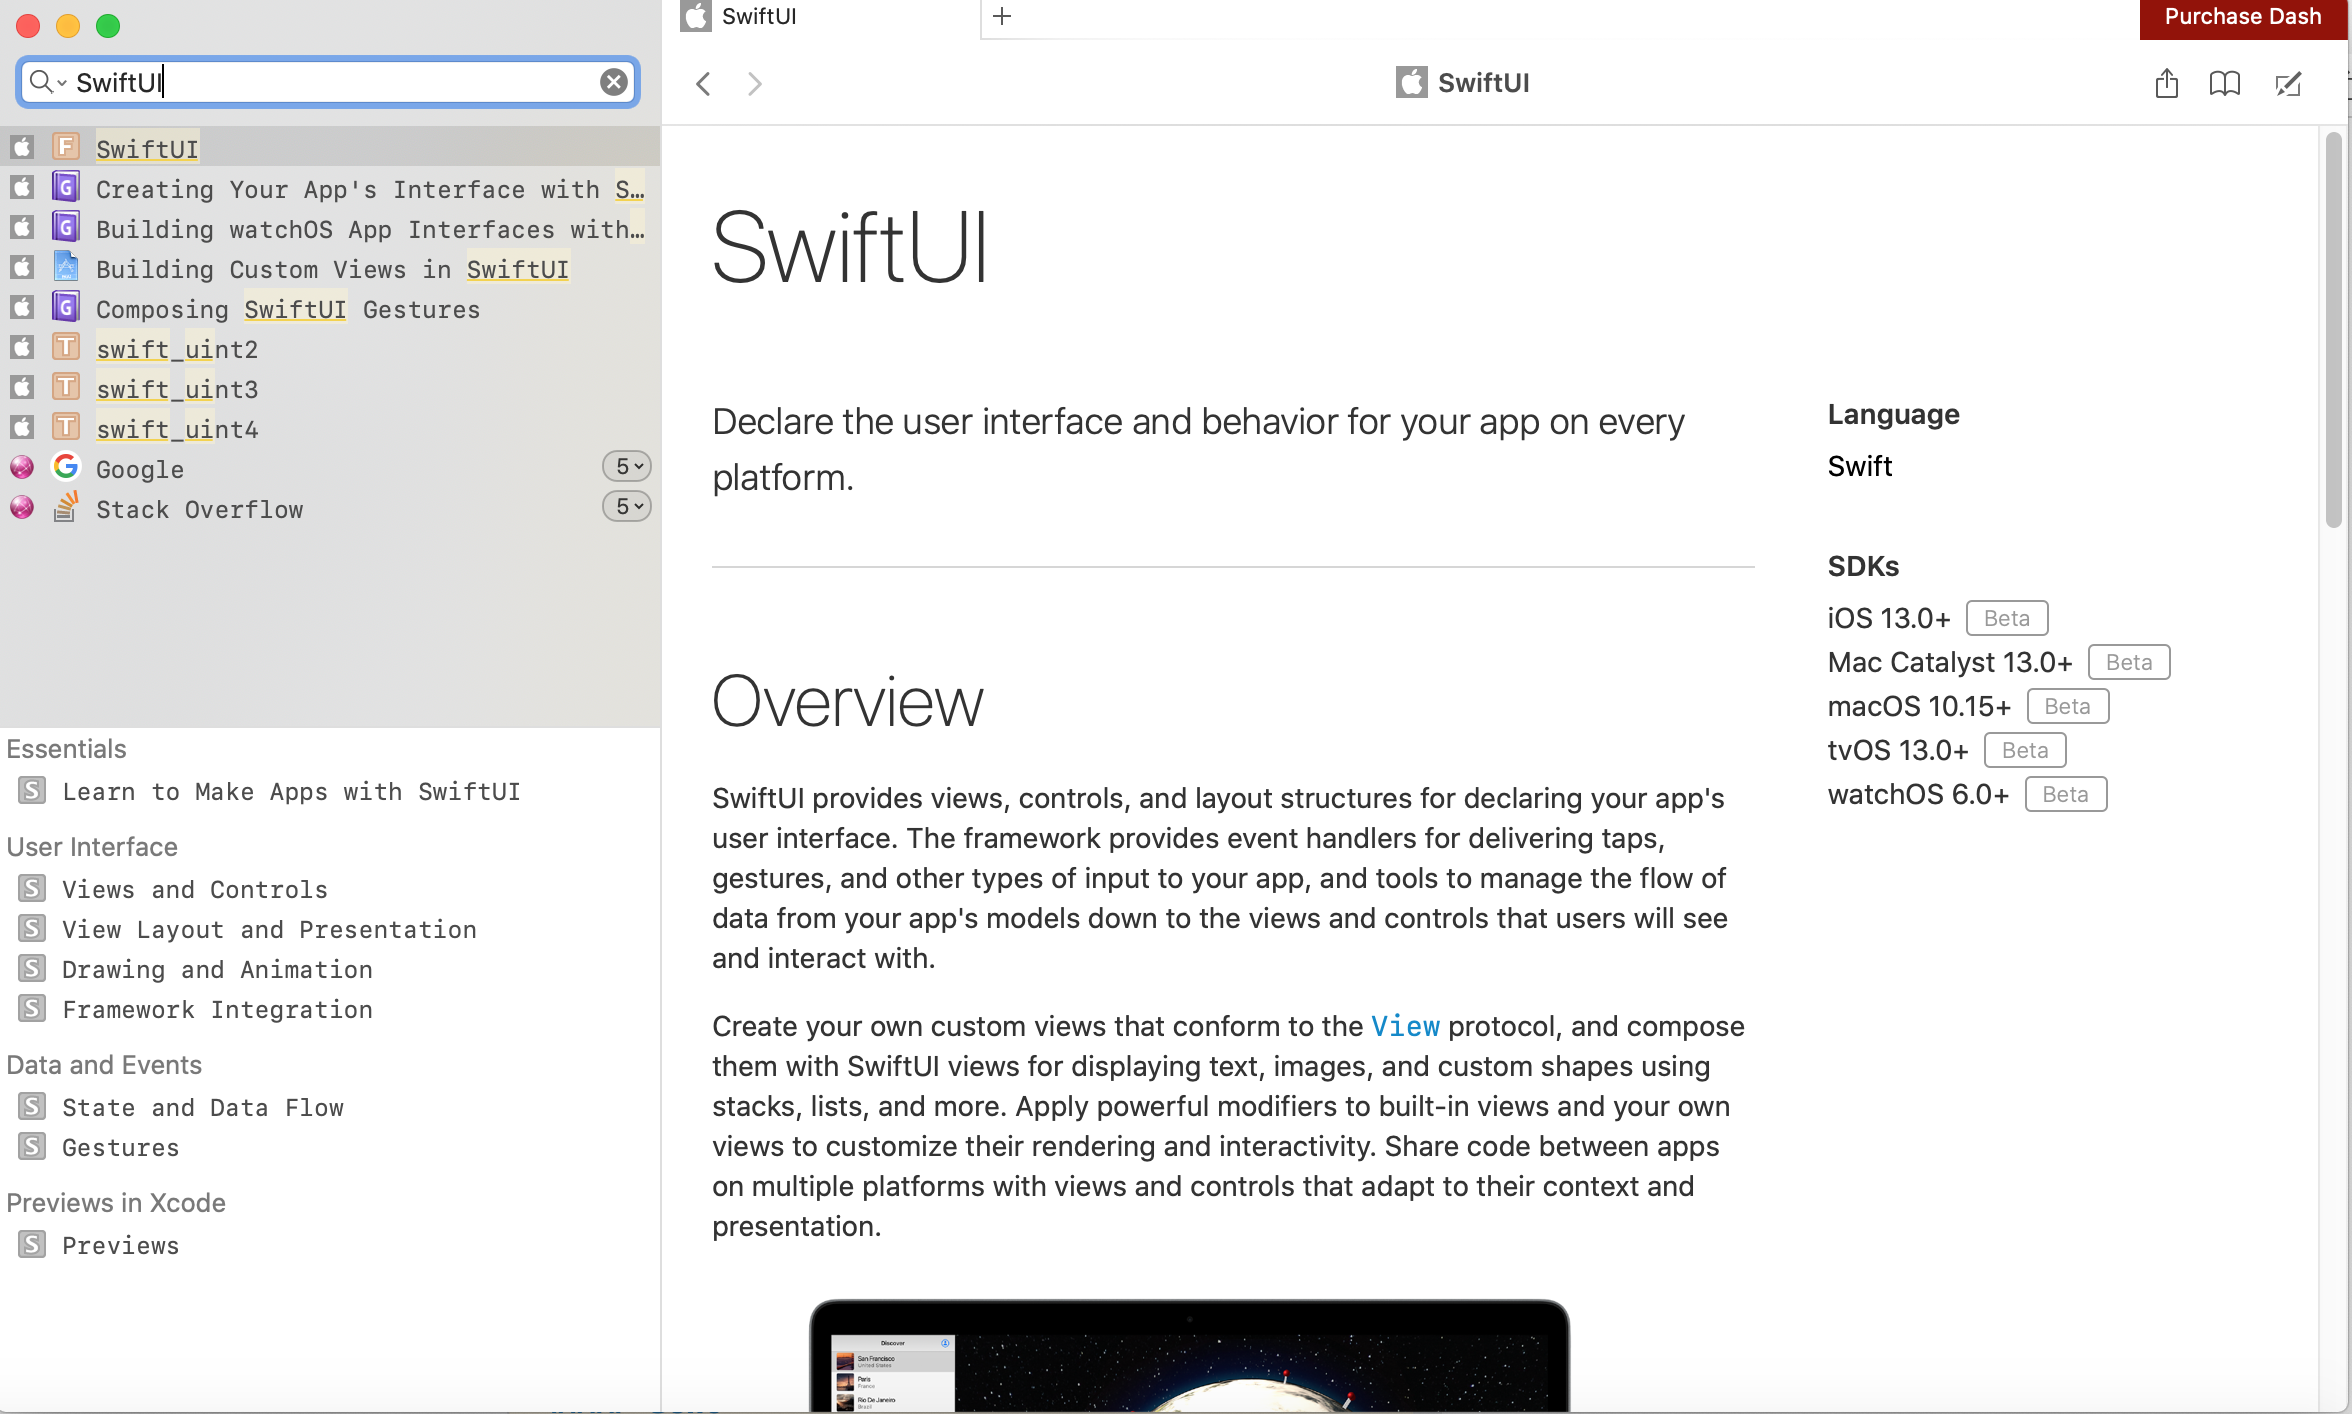 SwiftUI
Purchase Dash
SwiftUI
SwiftUI
F SwiftUI
G Creating Your App's Interface with S…
G Building watchOS App Interfaces with…
Building Custom Views in SwiftUI
G Composing SwiftUI Gestures
T swift_uint2
T swift_uint3
T swift_uint4
G Google 5
Stack Overflow 5
Essentials
S Learn to Make Apps with SwiftUI
User Interface
S Views and Controls
S View Layout and Presentation
S Drawing and Animation
S Framework Integration
Data and Events
S State and Data Flow
S Gestures
Previews in Xcode
S Previews
SwiftUI
Declare the user interface and behavior for your app on every
platform.
Overview
SwiftUI provides views, controls, and layout structures for declaring your app's
user interface. The framework provides event handlers for delivering taps,
gestures, and other types of input to your app, and tools to manage the flow of
data from your app's models down to the views and controls that users will see
and interact with.
Create your own custom views that conform to the View protocol, and compose
them with SwiftUI views for displaying text, images, and custom shapes using
stacks, lists, and more. Apply powerful modifiers to built-in views and your own
views to customize their rendering and interactivity. Share code between apps
on multiple platforms with views and controls that adapt to their context and
presentation.
Discover
San Francisco
United States
Paris
France
Rio De Janeiro
Brazil
Language
Swift
SDKs
iOS 13.0+ Beta
Mac Catalyst 13.0+ Beta
macOS 10.15+ Beta
tvOS 13.0+ Beta
watchOS 6.0+ Beta